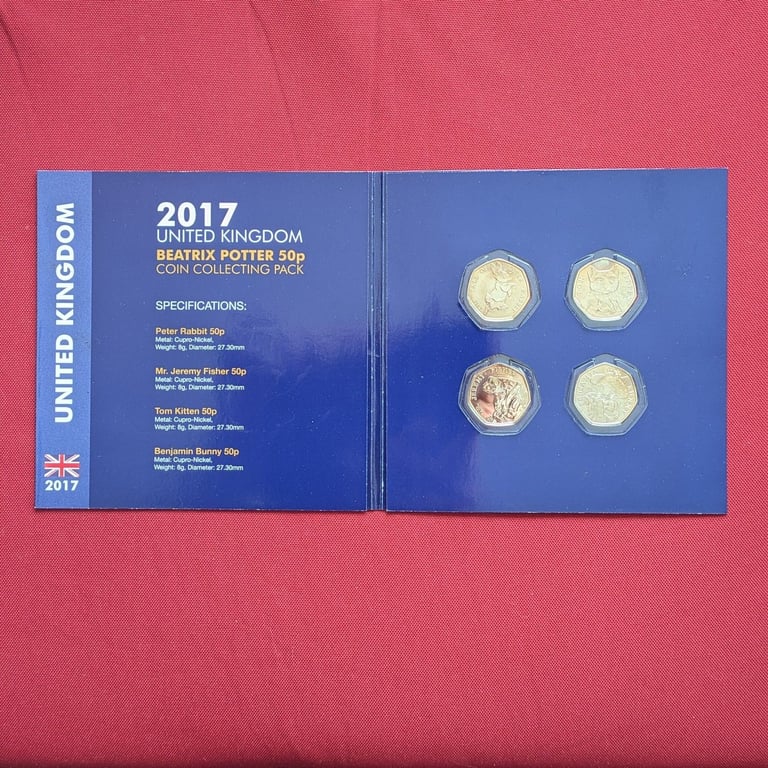 UNITED KINGDOM
2017
2017
UNITED KINGDOM
BEATRIX POTTER 50p
COIN COLLECTING PACK
SPECIFICATIONS:
Peter Rabbit 50p
Metal: Cupro-Nickel,
Weight: 8g, Diameter: 27.30mm
Mr. Jeremy Fisher 50p
Metal: Cupro-Nickel,
Weight: 8g, Diameter: 27.30mm
Tom Kitten 50p
Metal: Cupro-Nickel,
Weight: 8g, Diameter: 27.30mm
Benjamin Bunny 50p
Metal: Cupro-Nickel,
Weight: 8g, Diameter: 27.30mm